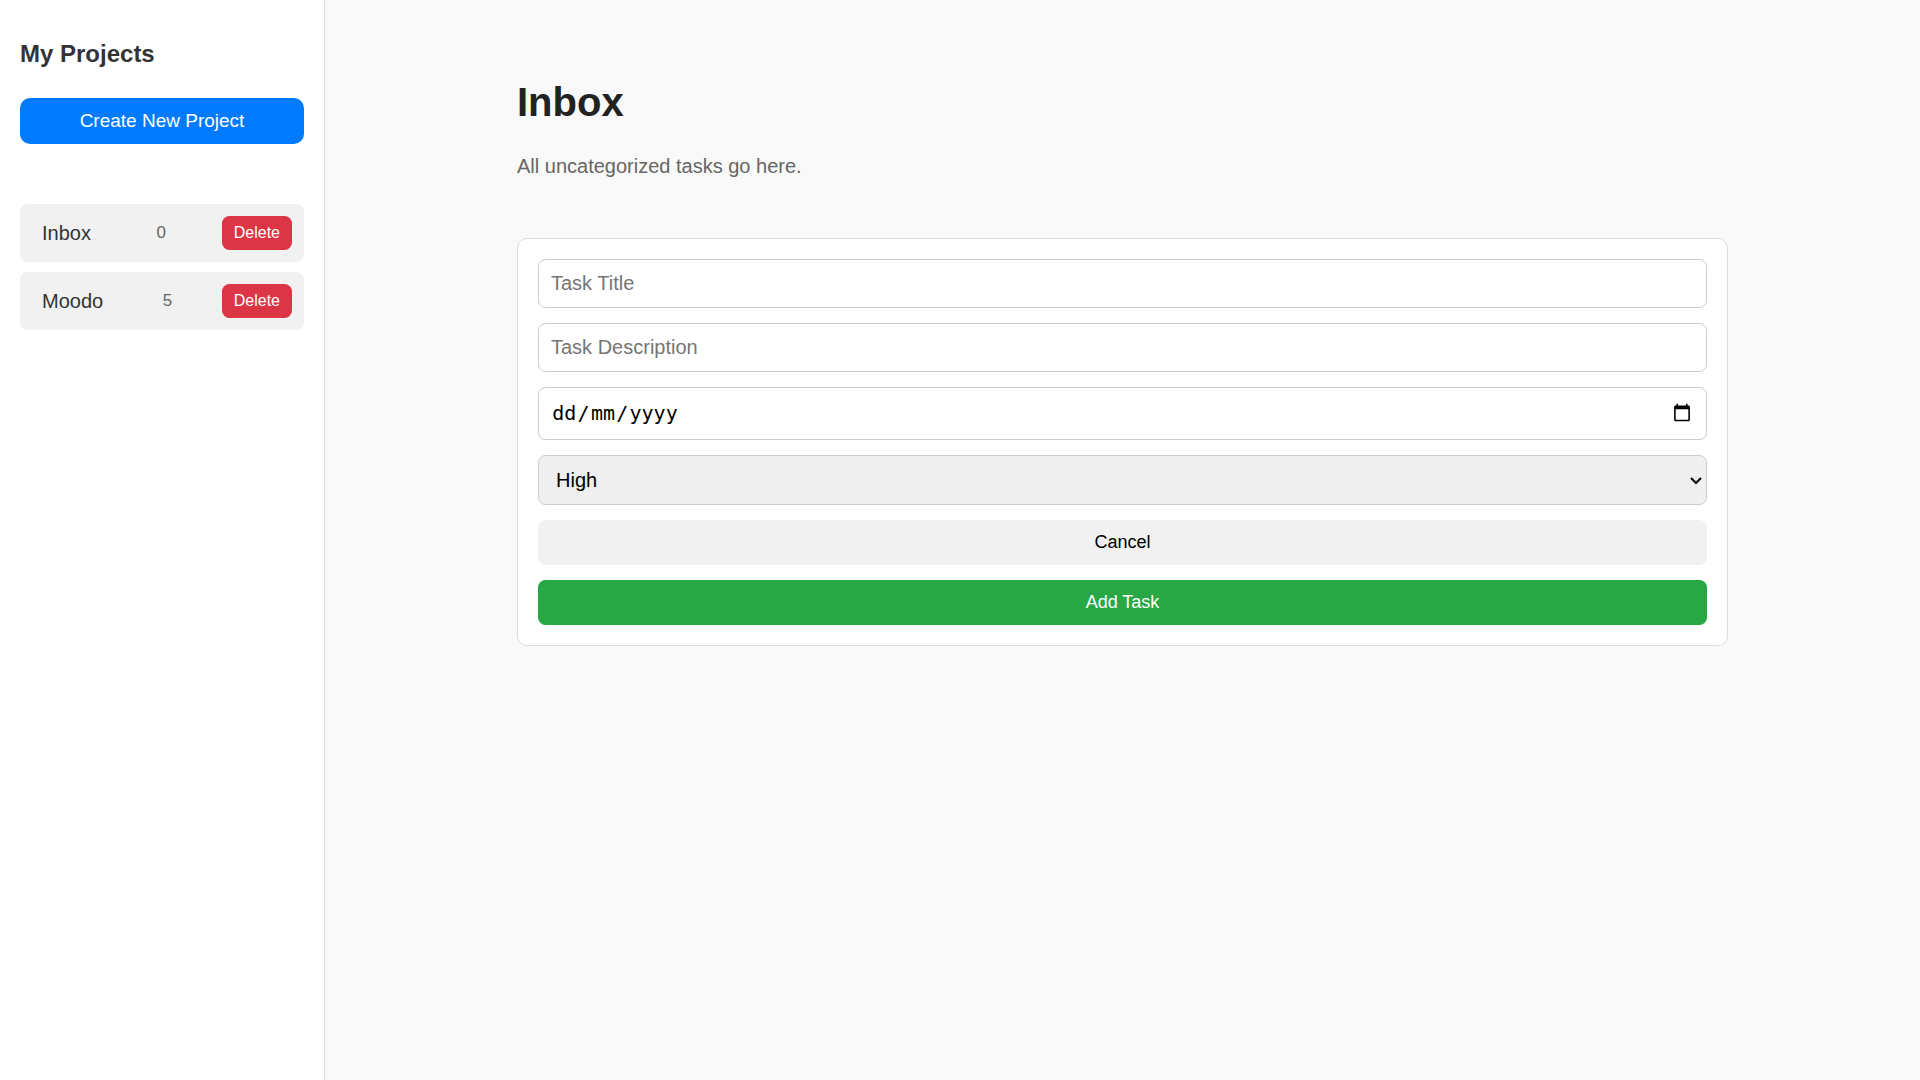 My Projects
Create New Project
Inbox 0 Delete
Moodo 5 Delete
Inbox
All uncategorized tasks go here.
Task Title
Task Description
dd/mm/yyyy
High
Cancel
Add Task